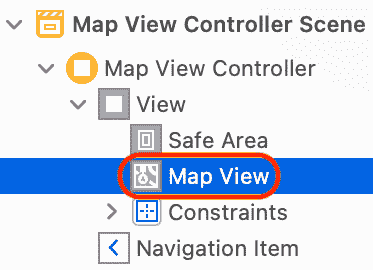 Map View Controller Scene
Map View Controller
View
Safe Area
Map View
Constraints
Navigation Item